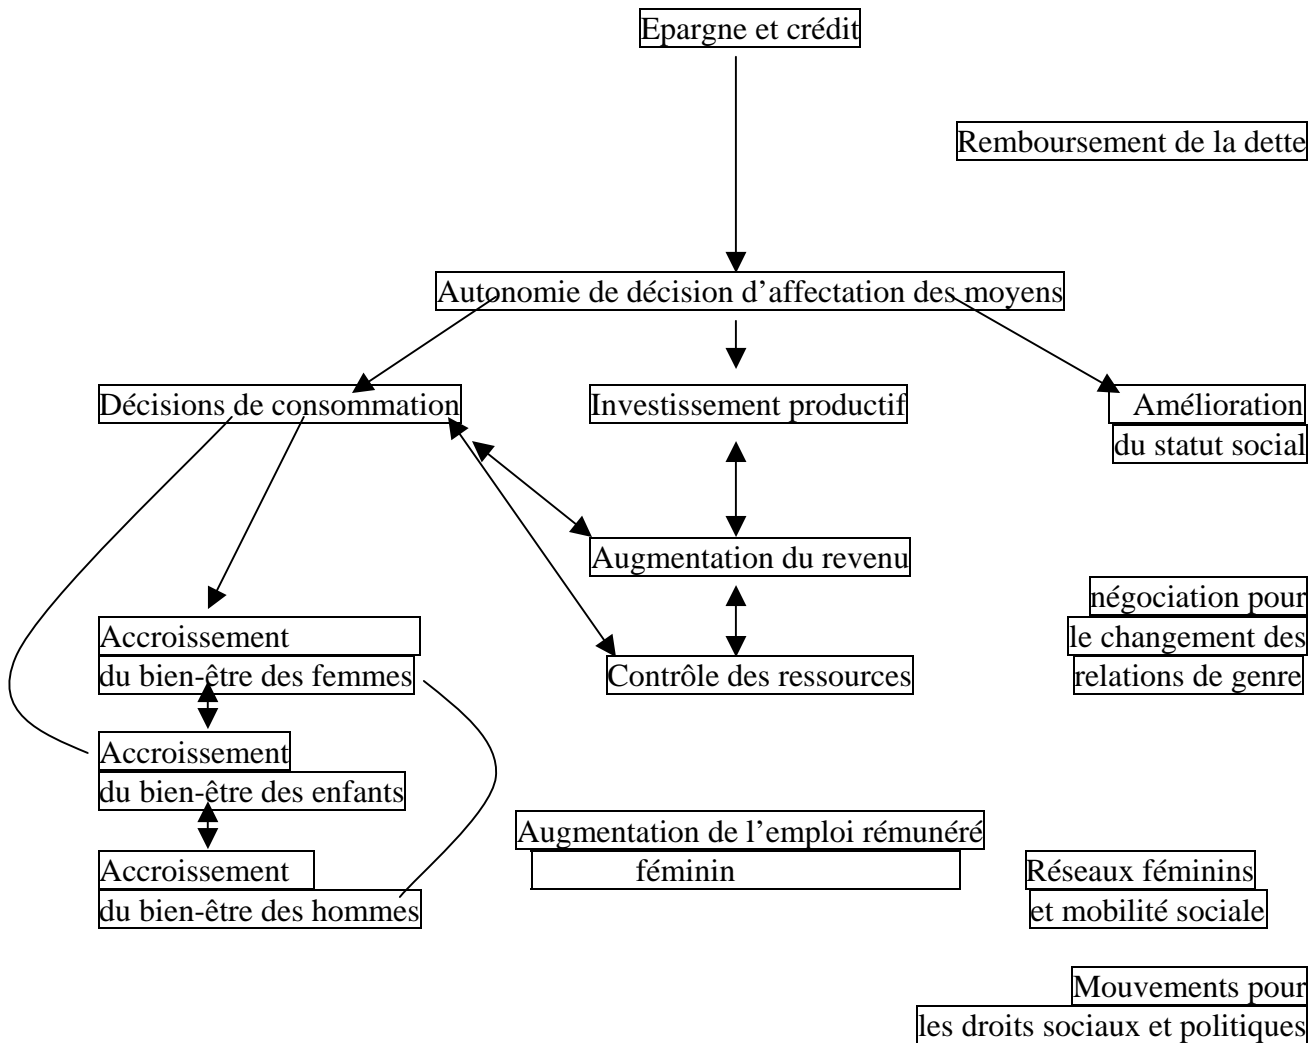 Epargne et crédit
Remboursement de la dette
Autonomie de décision d’affectation des moyens
Décisions de consommation
Investissement productif
Amélioration
du statut social
Augmentation du revenu
négociation pour
le changement des
relations de genre
Accroissement
du bien-être des femmes
Contrôle des ressources
Accroissement
du bien-être des enfants
Augmentation de l’emploi rémunéré
féminin
Accroissement
du bien-être des hommes
Réseaux féminins
et mobilité sociale
Mouvements pour
les droits sociaux et politiques